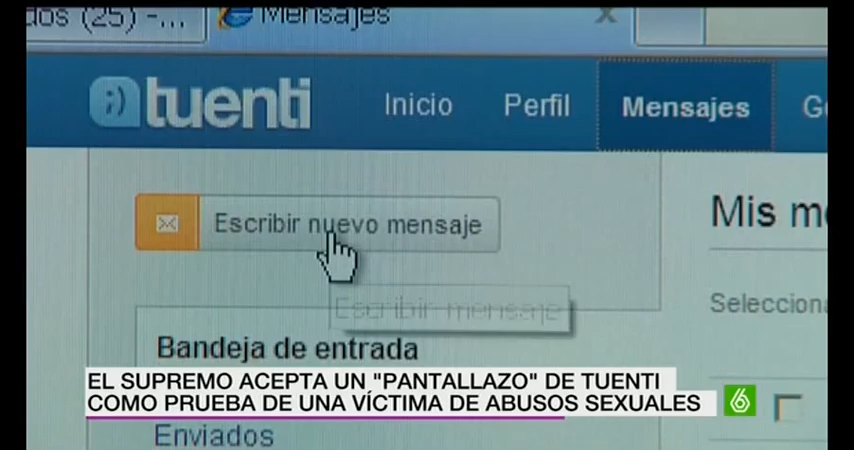 dos (25) -...
Mensajes
x
;)
tuenti
Inicio
Perfil
Mensajes
Escribir nuevo mensaje
Mis
Escribir mensaje
Bandeja de entrada
EL SUPREMO ACEPTA UN "PANTALLAZO" DE TUENTI
COMO PRUEBA DE UNA VÍCTIMA DE ABUSOS SEXUALES
6
Enviados